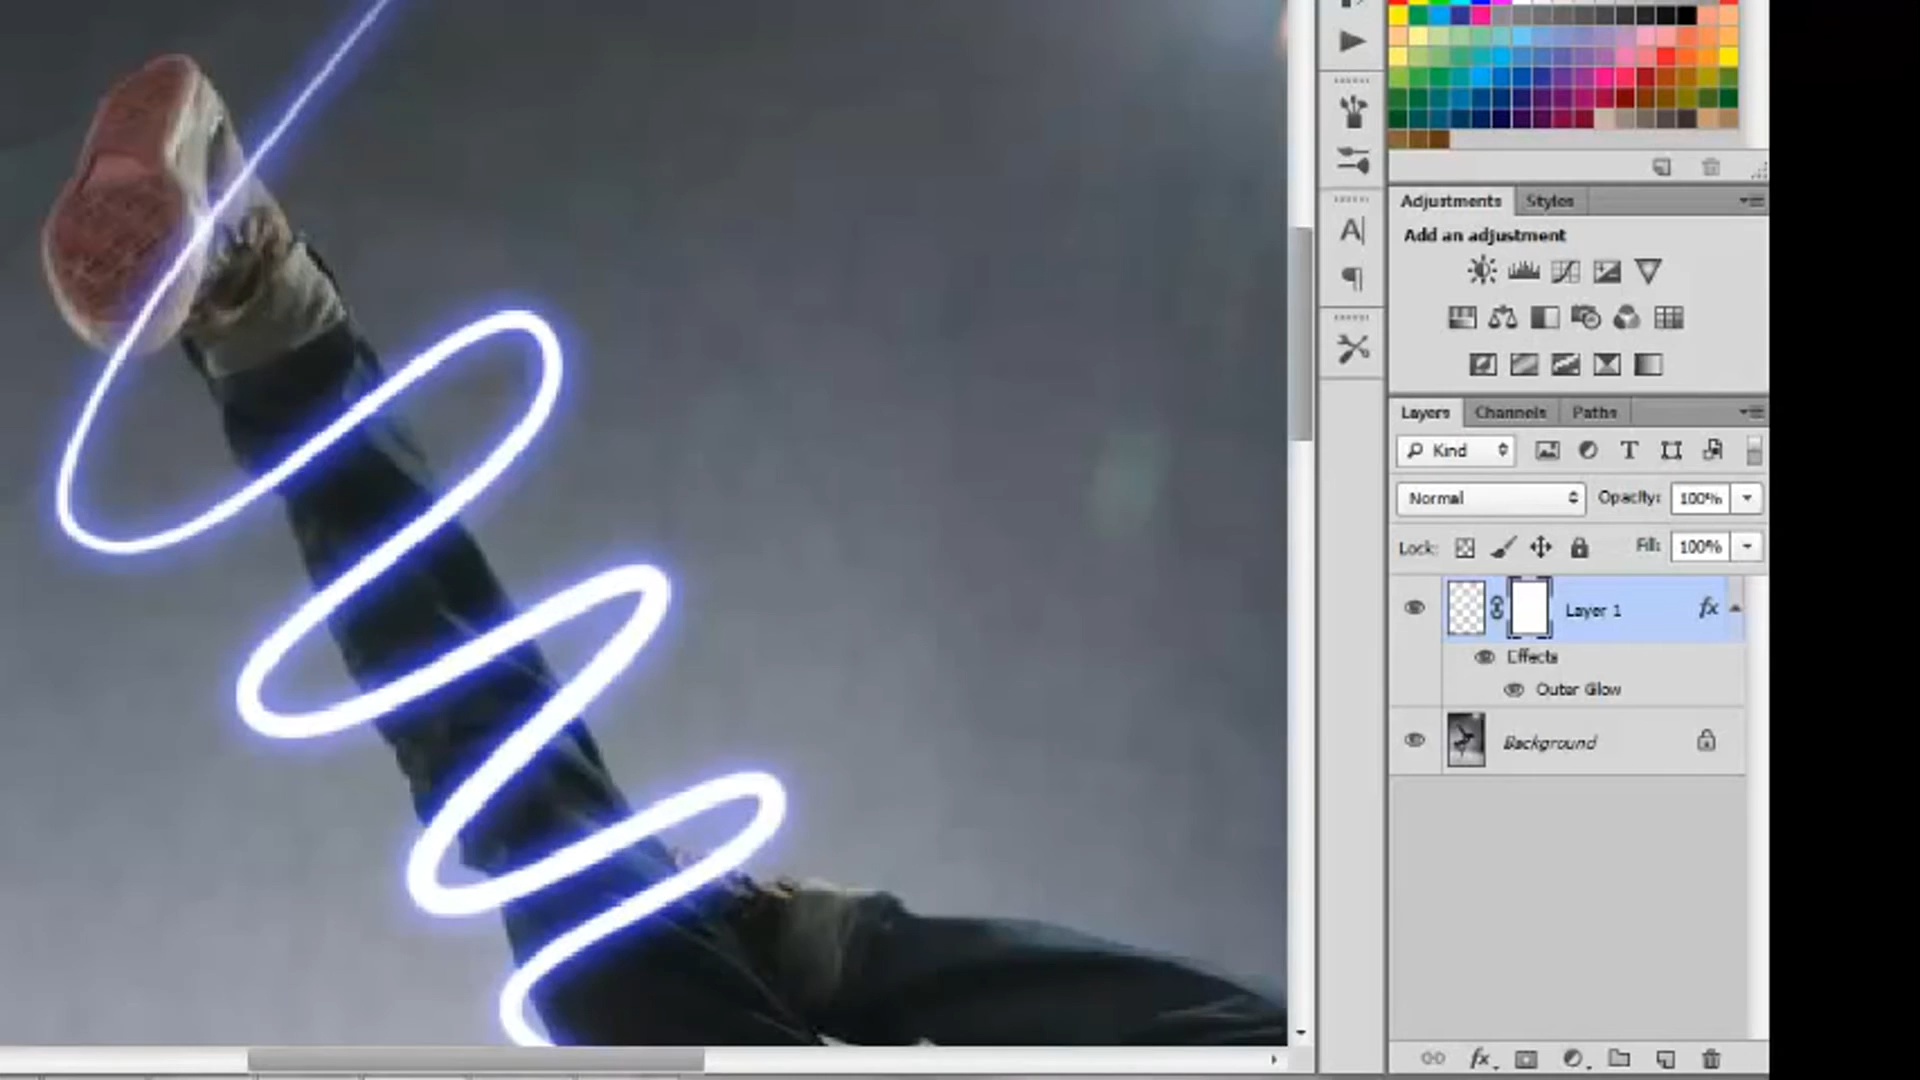 Adjustments Styles
Add an adjustment
A
Layers Channels Paths
Kind T
Normal Opacity: 100%
Lock: Fill: 100%
Layer 1 fx
Effects
Outer Glow
Background
fx